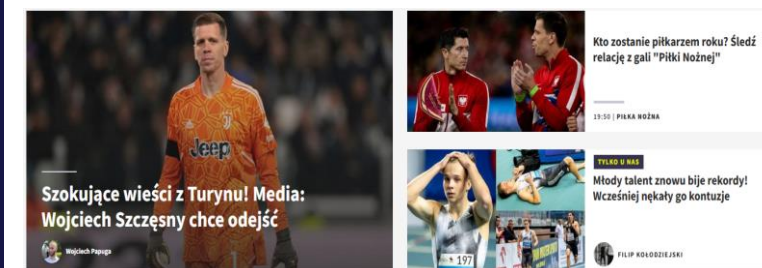 Jeep
Szokujące wieści z Turynu! Media:
Wojciech Szczęsny chce odejść
Wojciech Papuga
Kto zostanie piłkarzem roku? Śledź
relację z gali "Piłki Nożnej"
19:50 | PIŁKA NOŻNA
197
TYLKO U NAS
Młody talent znowu bije rekordy!
Wcześniej nękały go kontuzje
FILIP KOŁODZIEJSKI